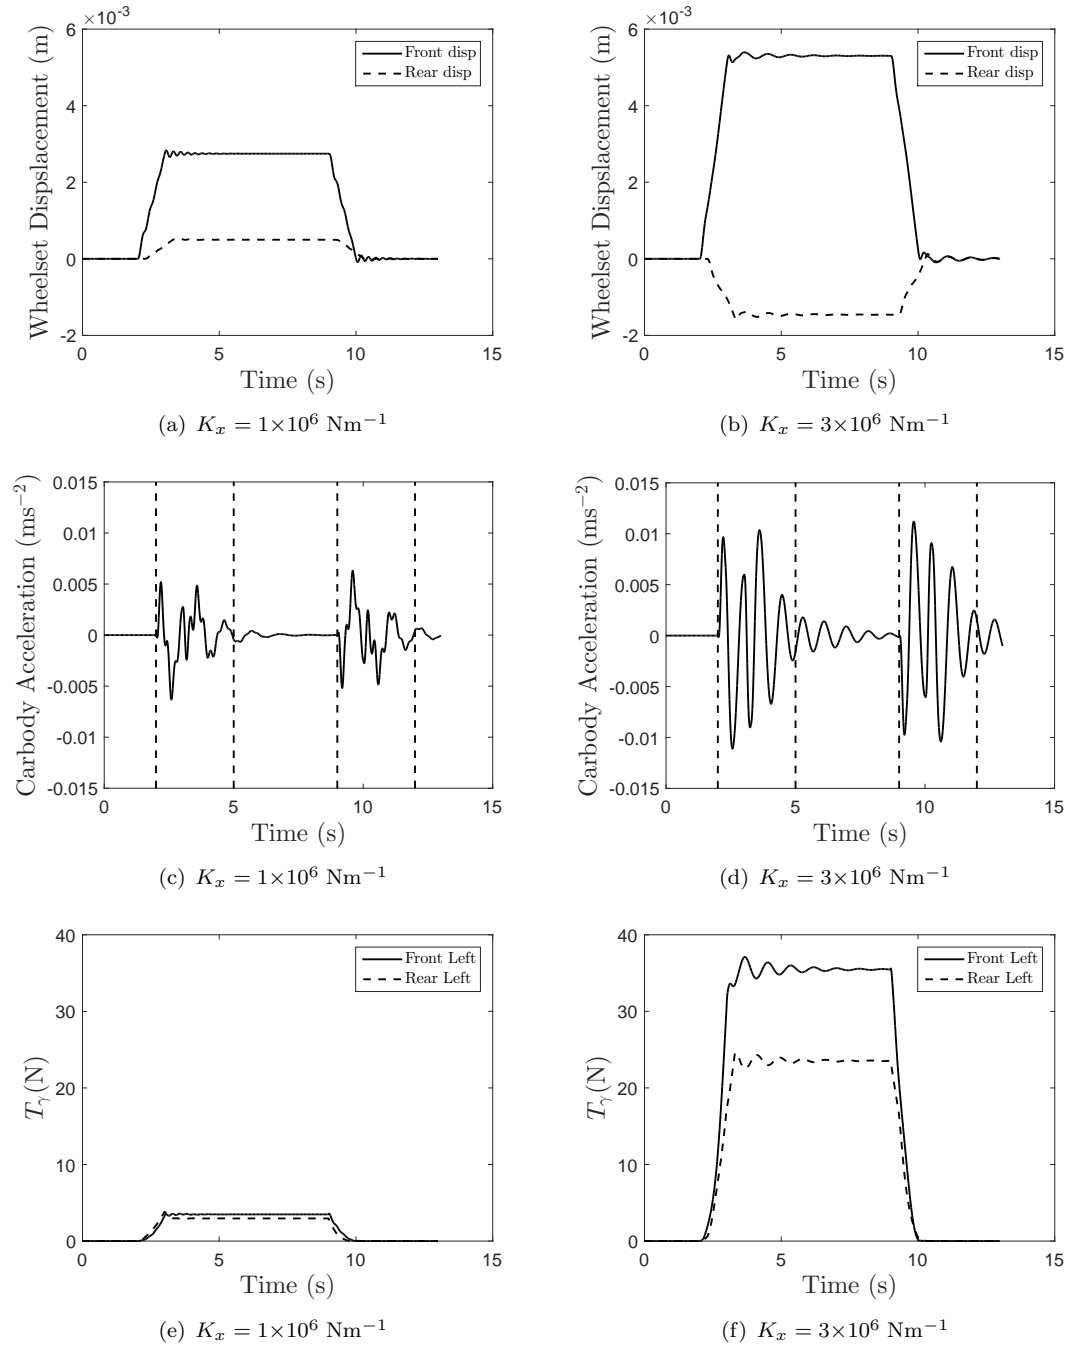 ×10⁻³
Wheelset Dispslacement (m)
6
4
2
0
-2
Front disp
Rear disp
0 5 10 15
Time (s)
(a) Kₓ = 1×10⁶ Nm⁻¹
×10⁻³
Wheelset Dispslacement (m)
6
4
2
0
-2
Front disp
Rear disp
0 5 10 15
Time (s)
(b) Kₓ = 3×10⁶ Nm⁻¹
Carbody Acceleration (ms⁻²)
0.015
0.01
0.005
0
-0.005
-0.01
-0.015
0 5 10 15
Time (s)
(c) Kₓ = 1×10⁶ Nm⁻¹
Carbody Acceleration (ms⁻²)
0.015
0.01
0.005
0
-0.005
-0.01
-0.015
0 5 10 15
Time (s)
(d) Kₓ = 3×10⁶ Nm⁻¹
Tᵧ(N)
40
30
20
10
0
Front Left
Rear Left
0 5 10 15
Time (s)
(e) Kₓ = 1×10⁶ Nm⁻¹
Tᵧ(N)
40
30
20
10
0
Front Left
Rear Left
0 5 10 15
Time (s)
(f) Kₓ = 3×10⁶ Nm⁻¹